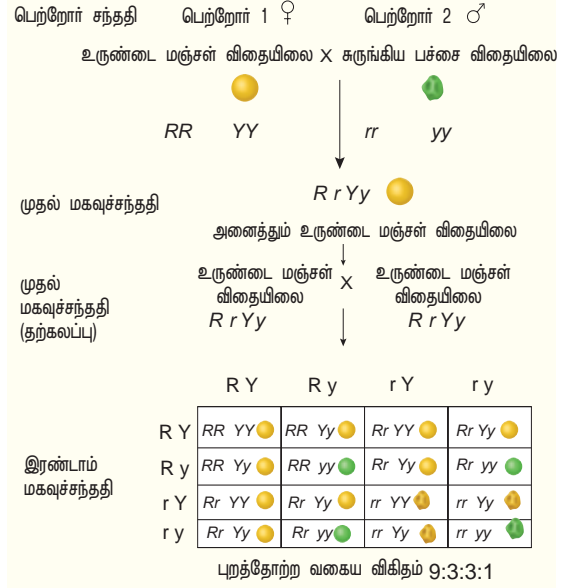 பெற்றோர் சந்ததி பெற்றோர் 1 ♀ பெற்றோர் 2 ♂
உருண்டை மஞ்சள் விதையிலை X சுருங்கிய பச்சை விதையிலை
RR YY rr yy
முதல் மகவுச்சந்ததி R r Y y
அனைத்தும் உருண்டை மஞ்சள் விதையிலை
முதல் மகவுச்சந்ததி (தற்கலப்பு) உருண்டை மஞ்சள் விதையிலை X உருண்டை மஞ்சள் விதையிலை
R r Y y R r Y y
R Y R y r Y r y
R Y RR YY RR Yy Rr YY Rr Yy
இரண்டாம் மகவுச்சந்ததி
R y RR Yy RR yy Rr Yy Rr yy
r Y Rr YY Rr Yy rr YY rr Yy
r y Rr Yy Rr yy rr Yy rr yy
புறத்தோற்ற வகைய விகிதம் 9:3:3:1